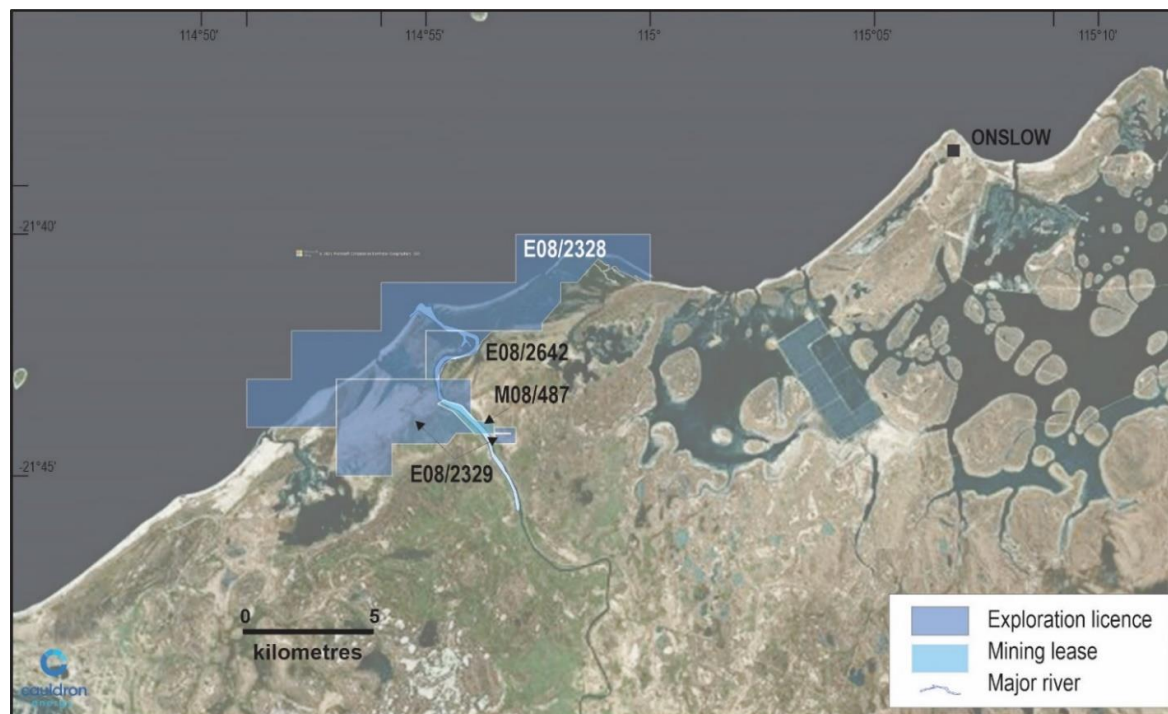 114°50' 114°55' 115° 115°05' 115°10'
ONSLOW
-21°40'
E08/2328
E08/2642
M08/487
-21°45'
E08/2329
0 5
kilometres
Exploration licence
Mining lease
Major river
cauldron
energy